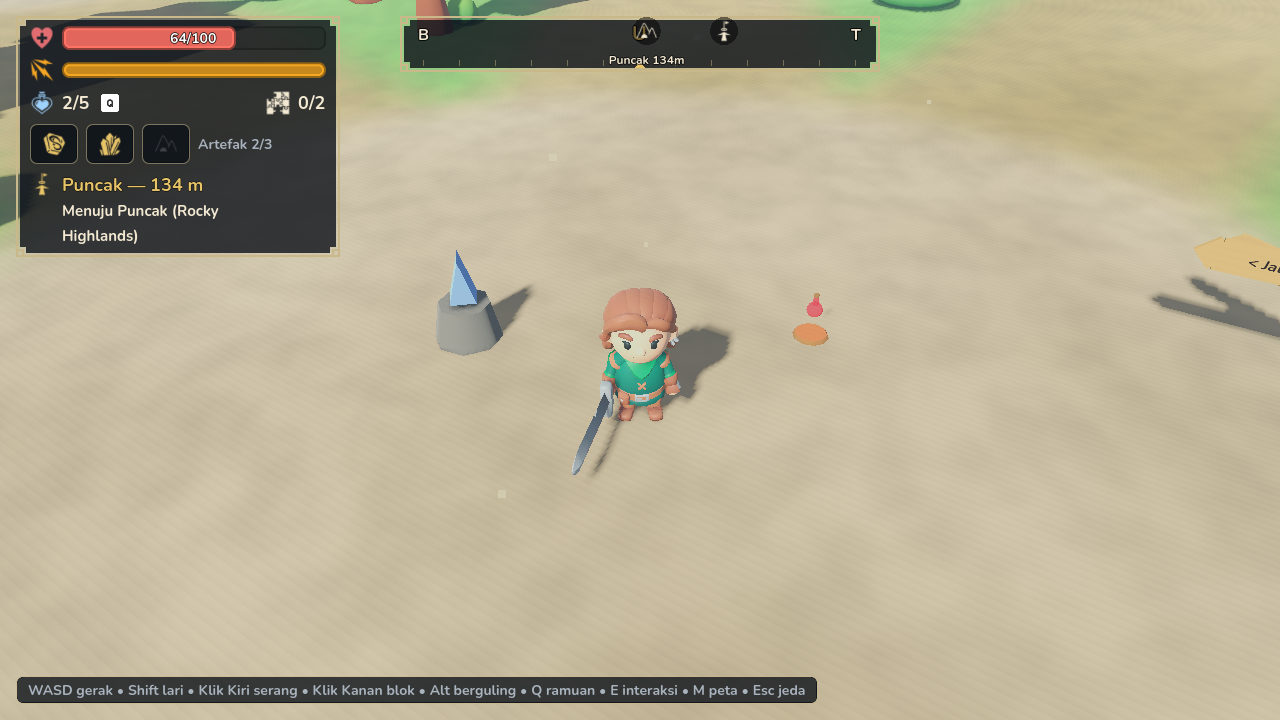 64/100
B
T
Puncak 134m
2/5
Q
0/2
Artefak 2/3
Puncak — 134 m
Menuju Puncak (Rocky
Highlands)
WASD gerak • Shift lari • Klik Kiri serang • Klik Kanan blok • Alt berguling • Q ramuan • E interaksi • M peta • Esc jeda